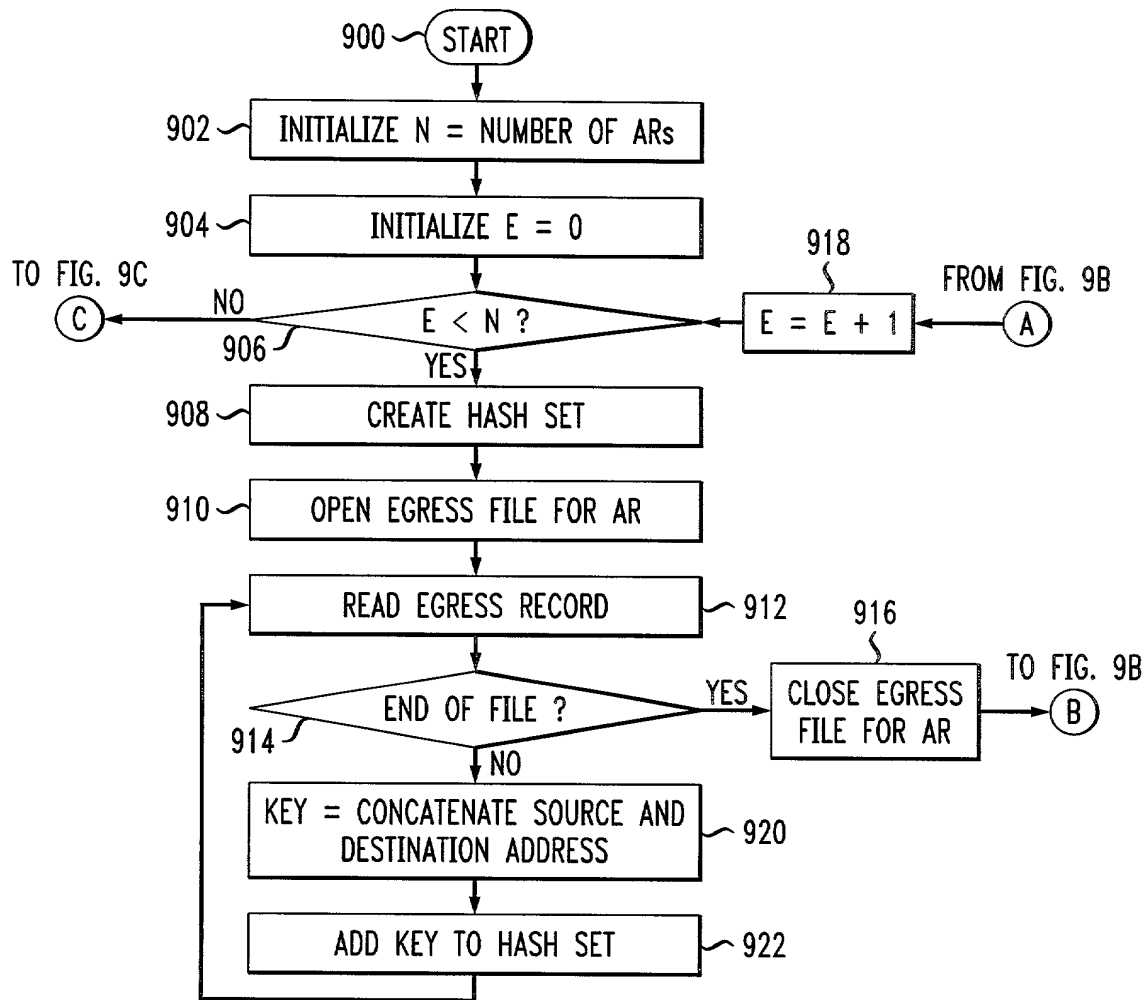 900
START
902
INITIALIZE N = NUMBER OF ARs
904
INITIALIZE E = 0
918
TO FIG. 9C
C
NO
E < N ?
906
YES
E = E + 1
FROM FIG. 9B
A
908
CREATE HASH SET
910
OPEN EGRESS FILE FOR AR
READ EGRESS RECORD
912
916
END OF FILE ?
914
YES
CLOSE EGRESS
FILE FOR AR
TO FIG. 9B
B
NO
KEY = CONCATENATE SOURCE AND
DESTINATION ADDRESS
920
ADD KEY TO HASH SET
922